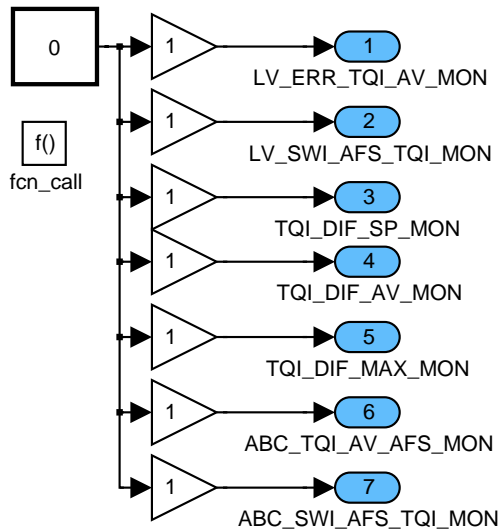 0
1
1
LV_ERR_TQI_AV_MON
1
2
LV_SWI_AFS_TQI_MON
f()
fcn_call
1
3
TQI_DIF_SP_MON
1
4
TQI_DIF_AV_MON
1
5
TQI_DIF_MAX_MON
1
6
ABC_TQI_AV_AFS_MON
1
7
ABC_SWI_AFS_TQI_MON